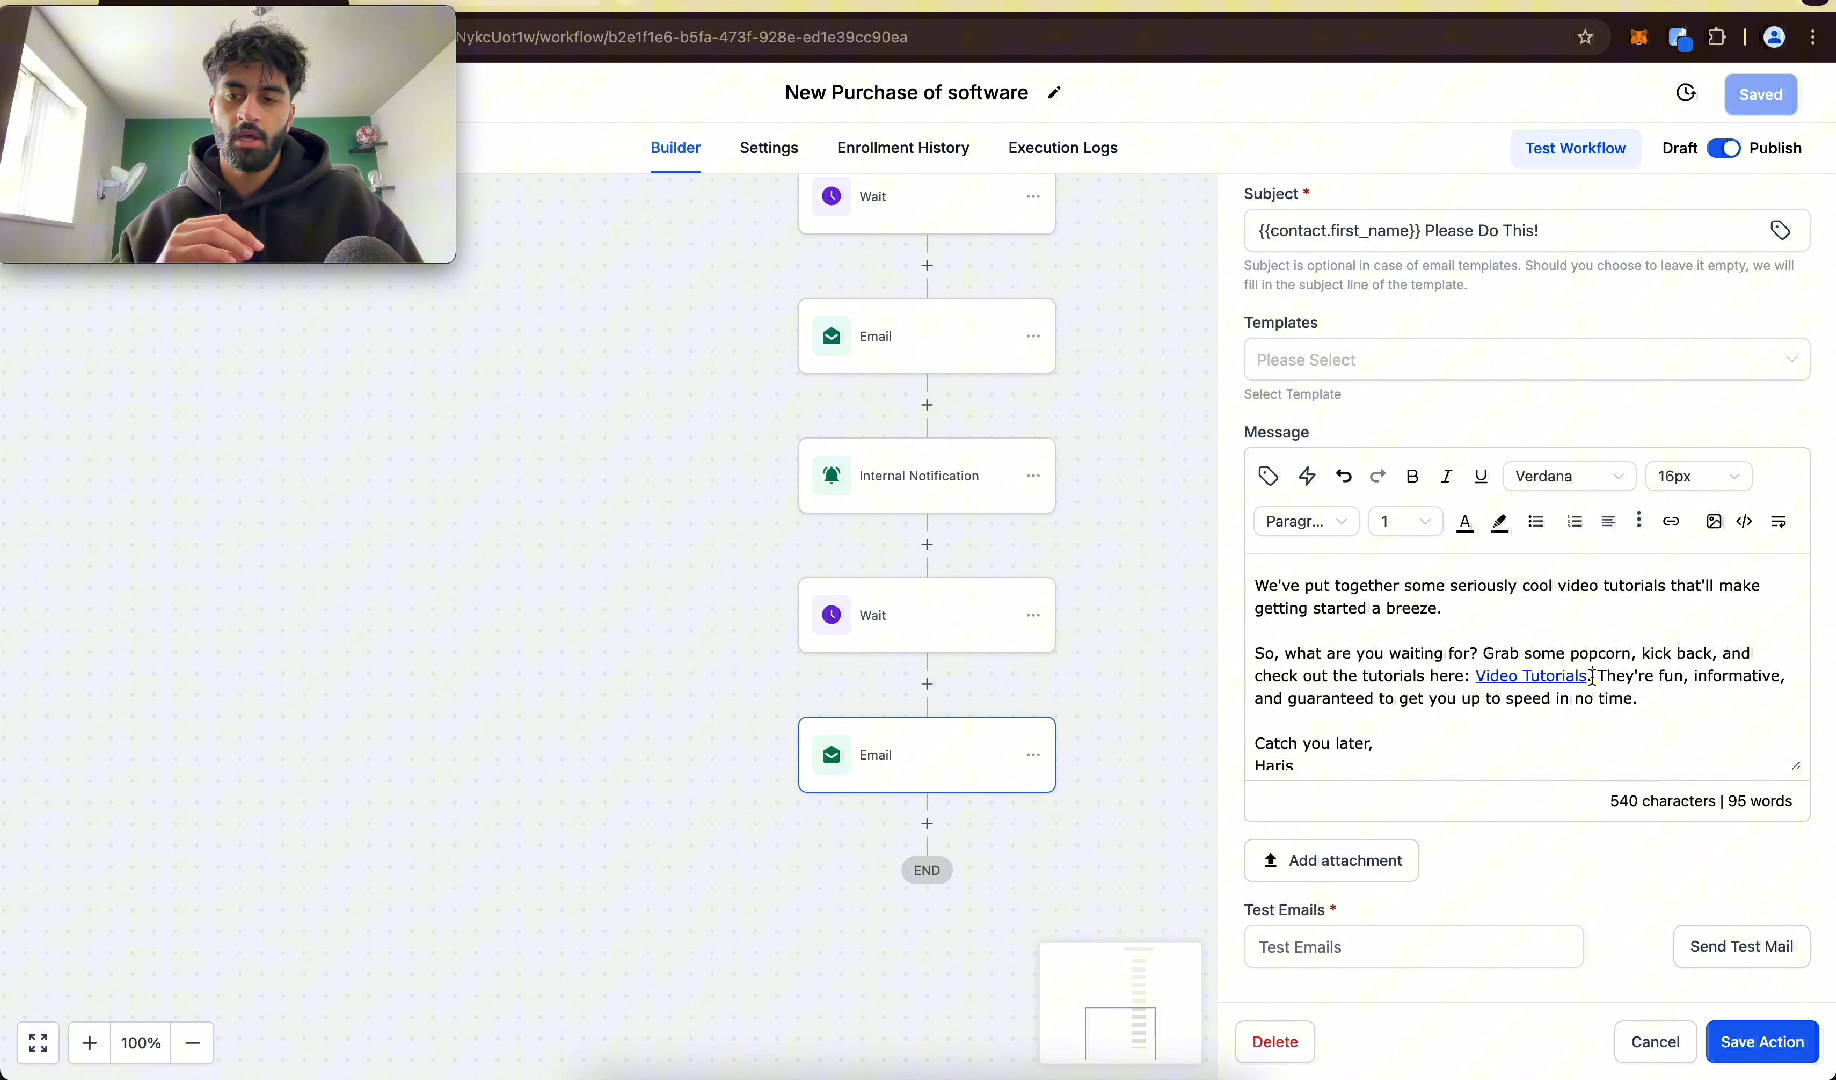 NykcUot1w/workflow/b2e1f1e6-b5fa-473f-928e-ed1e39cc90ea
New Purchase of software
Saved
Builder
Settings
Enrollment History
Execution Logs
Test Workflow
Draft
Publish
Wait
Email
Internal Notification
Wait
Email
END
100%
Subject *
{{contact.first_name}} Please Do This!
Subject is optional in case of email templates. Should you choose to leave it empty, we will
fill in the subject line of the template.
Templates
Please Select
Select Template
Message
B I U
Verdana
16px
Paragr...
1
A
We've put together some seriously cool video tutorials that'll make
getting started a breeze.
So, what are you waiting for? Grab some popcorn, kick back, and
check out the tutorials here: Video Tutorials. They're fun, informative,
and guaranteed to get you up to speed in no time.
Catch you later,
Haris
540 characters | 95 words
Add attachment
Test Emails *
Test Emails
Send Test Mail
Delete
Cancel
Save Action